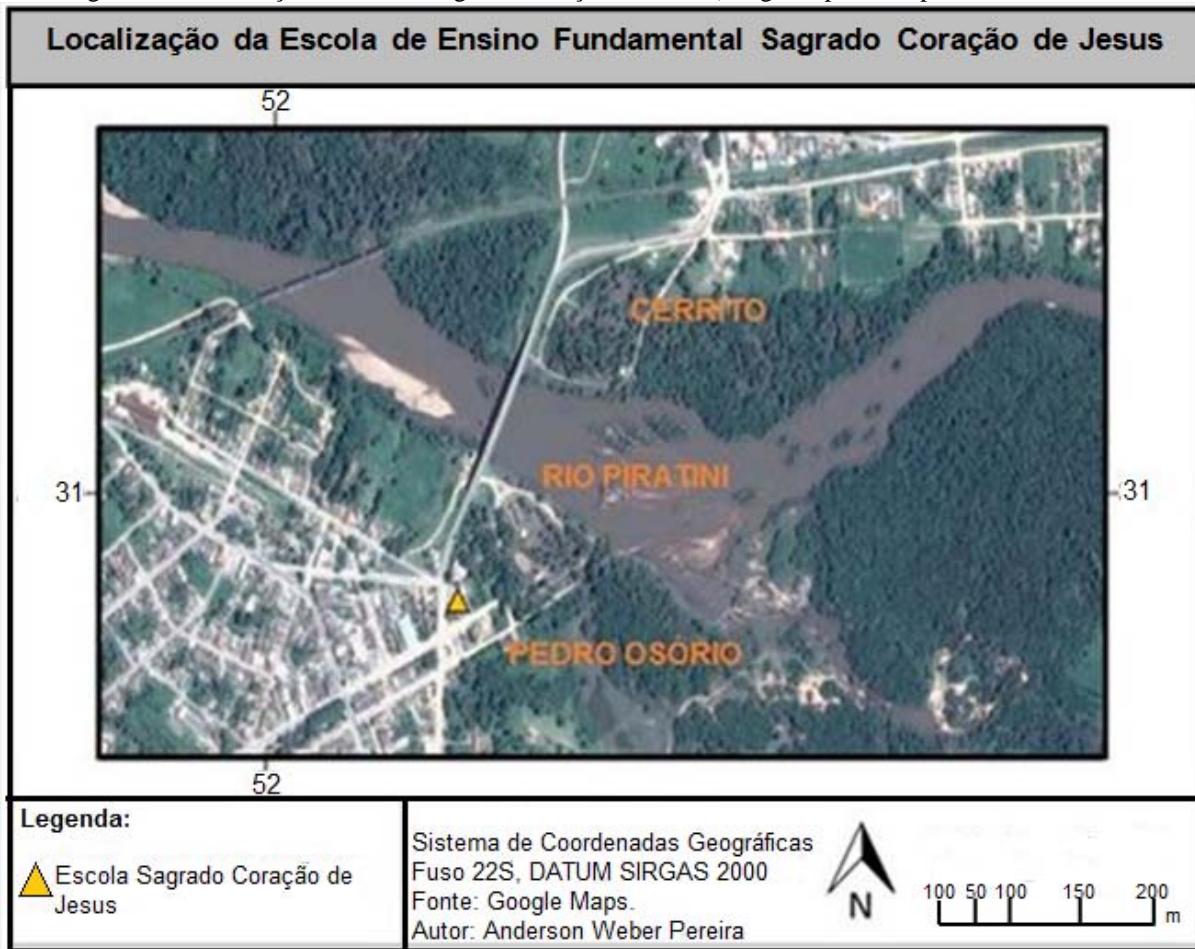 Localização da Escola de Ensino Fundamental Sagrado Coração de Jesus
52
CERRITO
RIO PIRATINI
31
31
PEDRO OSÓRIO
52
Legenda:
Escola Sagrado Coração de
Jesus
Sistema de Coordenadas Geográficas
Fuso 22S, DATUM SIRGAS 2000
Fonte: Google Maps.
Autor: Anderson Weber Pereira
N
100 50 100 150 200
m